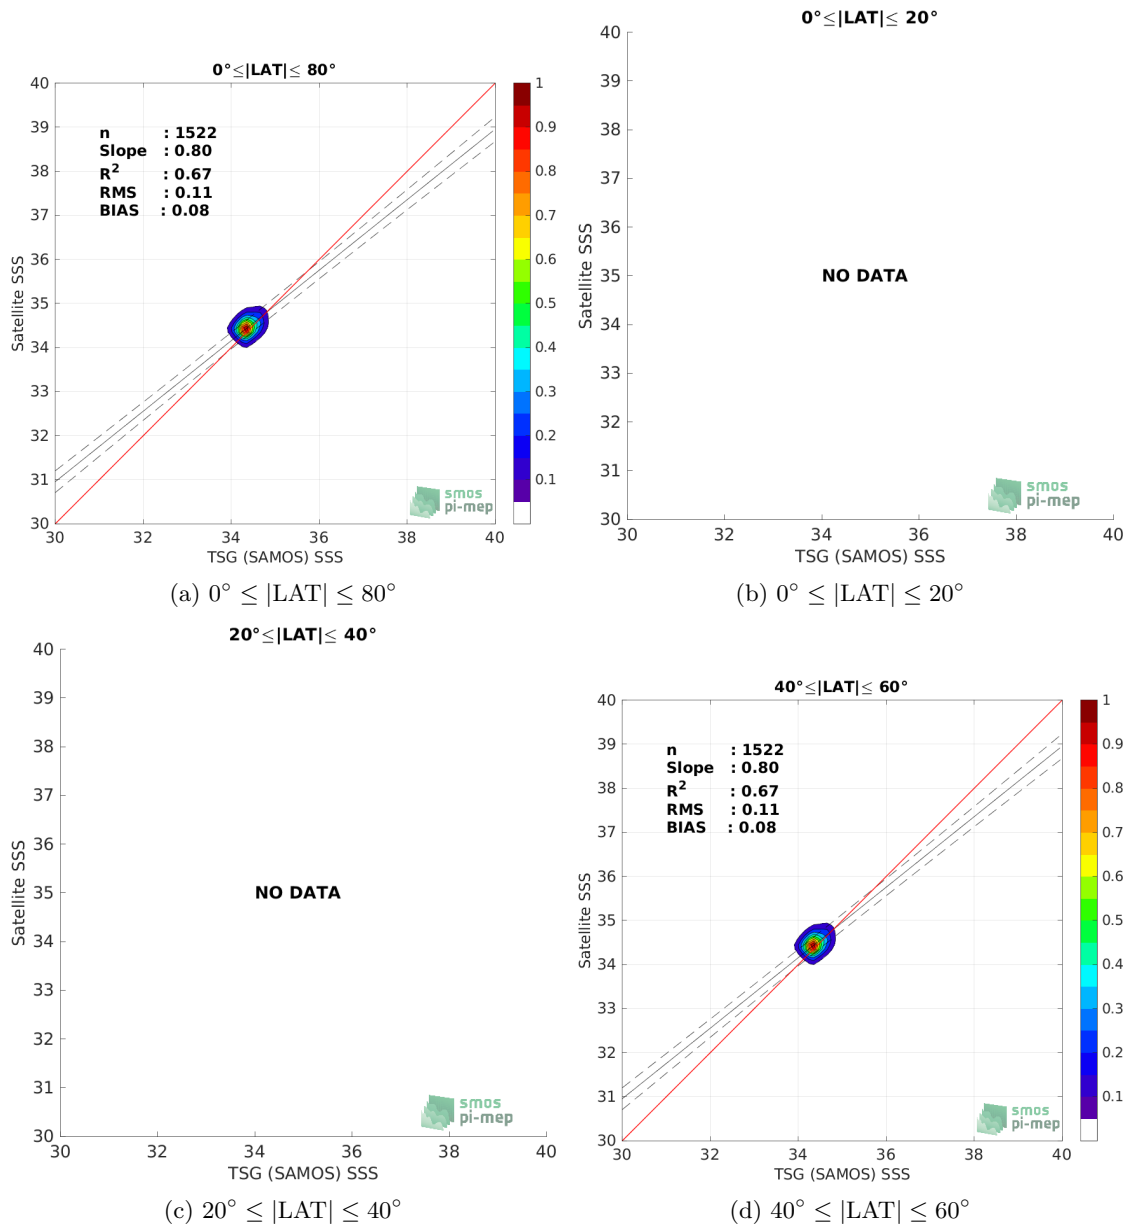 0°≤|LAT|≤ 80°
40
39
38
37
36
35
34
33
32
31
30
30 32 34 36 38 40
Satellite SSS
TSG (SAMOS) SSS
n : 1522
Slope : 0.80
R² : 0.67
RMS : 0.11
BIAS : 0.08
smos
pi-mep
1
0.9
0.8
0.7
0.6
0.5
0.4
0.3
0.2
0.1
(a) 0° ≤ |LAT| ≤ 80°
0°≤|LAT|≤ 20°
40
39
38
37
36
35
34
33
32
31
30
30 32 34 36 38 40
Satellite SSS
TSG (SAMOS) SSS
NO DATA
smos
pi-mep
(b) 0° ≤ |LAT| ≤ 20°
20°≤|LAT|≤ 40°
40
39
38
37
36
35
34
33
32
31
30
30 32 34 36 38 40
Satellite SSS
TSG (SAMOS) SSS
NO DATA
smos
pi-mep
(c) 20° ≤ |LAT| ≤ 40°
40°≤|LAT|≤ 60°
40
39
38
37
36
35
34
33
32
31
30
30 32 34 36 38 40
Satellite SSS
TSG (SAMOS) SSS
n : 1522
Slope : 0.80
R² : 0.67
RMS : 0.11
BIAS : 0.08
smos
pi-mep
1
0.9
0.8
0.7
0.6
0.5
0.4
0.3
0.2
0.1
(d) 40° ≤ |LAT| ≤ 60°